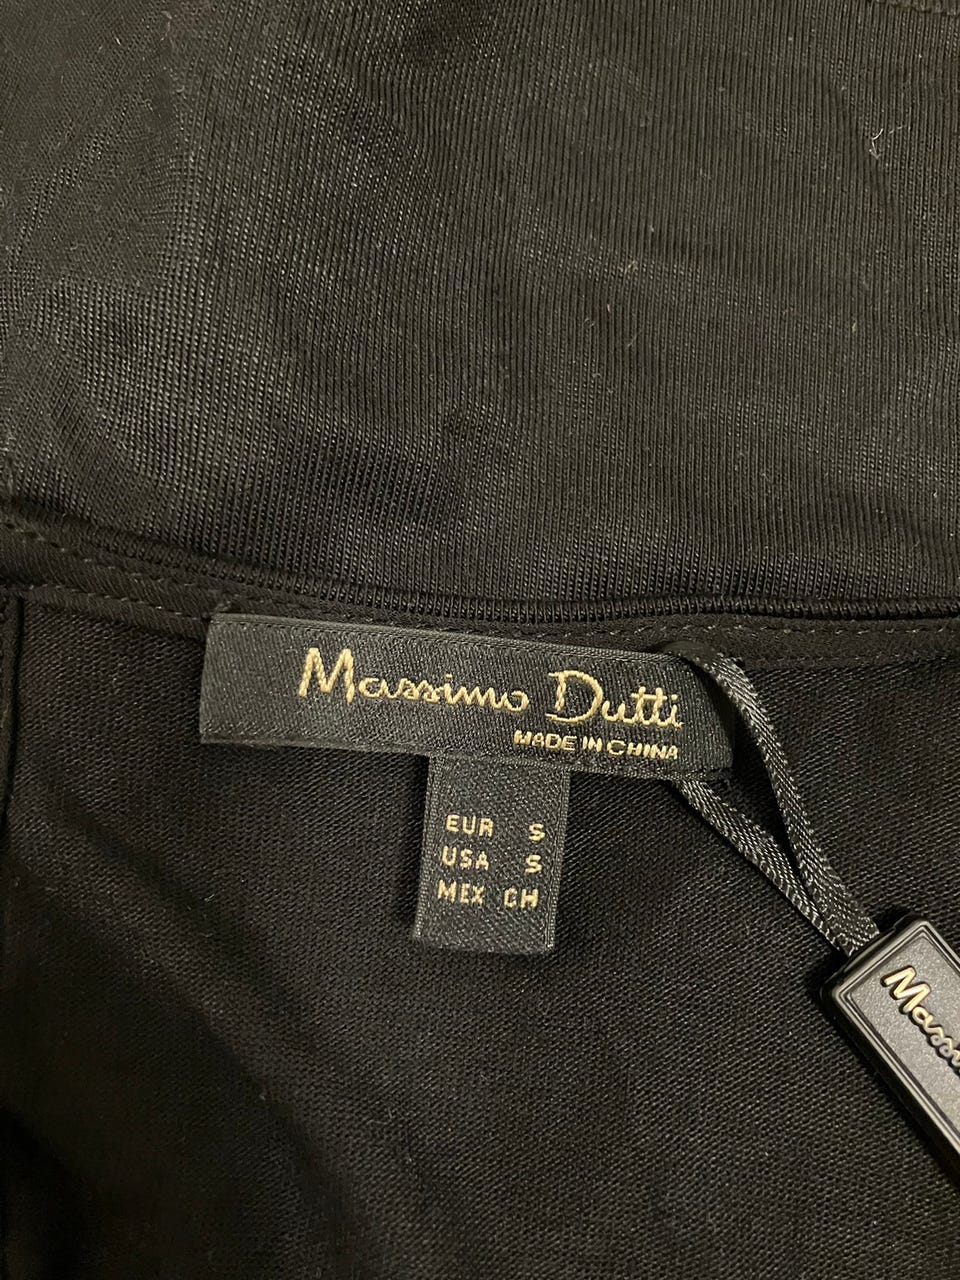 Massimo Dutti
MADE IN CHINA
EUR S
USA S
MEX CH